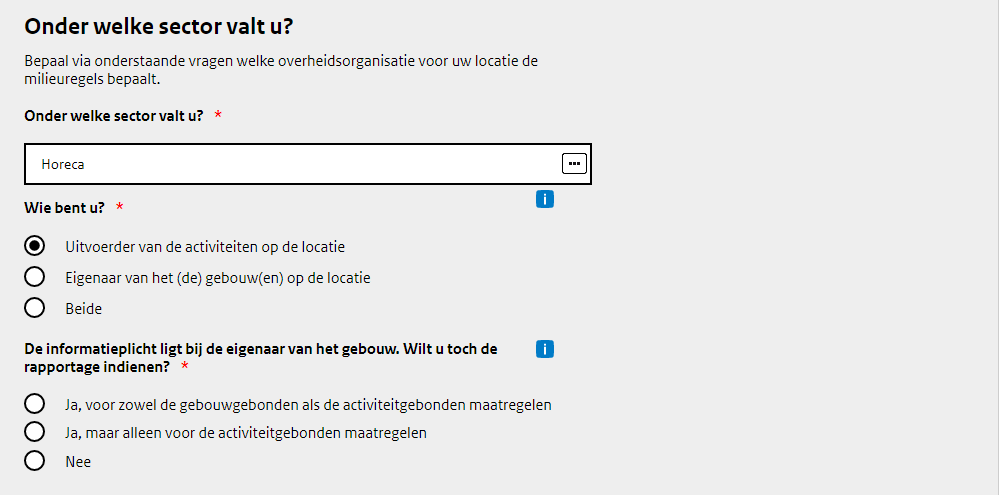 Onder welke sector valt u?
Bepaal via onderstaande vragen welke overheidsorganisatie voor uw locatie de
milieuregels bepaalt.
Onder welke sector valt u? *
Horeca
Wie bent u? *
Uitvoerder van de activiteiten op de locatie
Eigenaar van het (de) gebouw(en) op de locatie
Beide
De informatieplicht ligt bij de eigenaar van het gebouw. Wilt u toch de
rapportage indienen? *
Ja, voor zowel de gebouwgebonden als de activiteitgebonden maatregelen
Ja, maar alleen voor de activiteitgebonden maatregelen
Nee